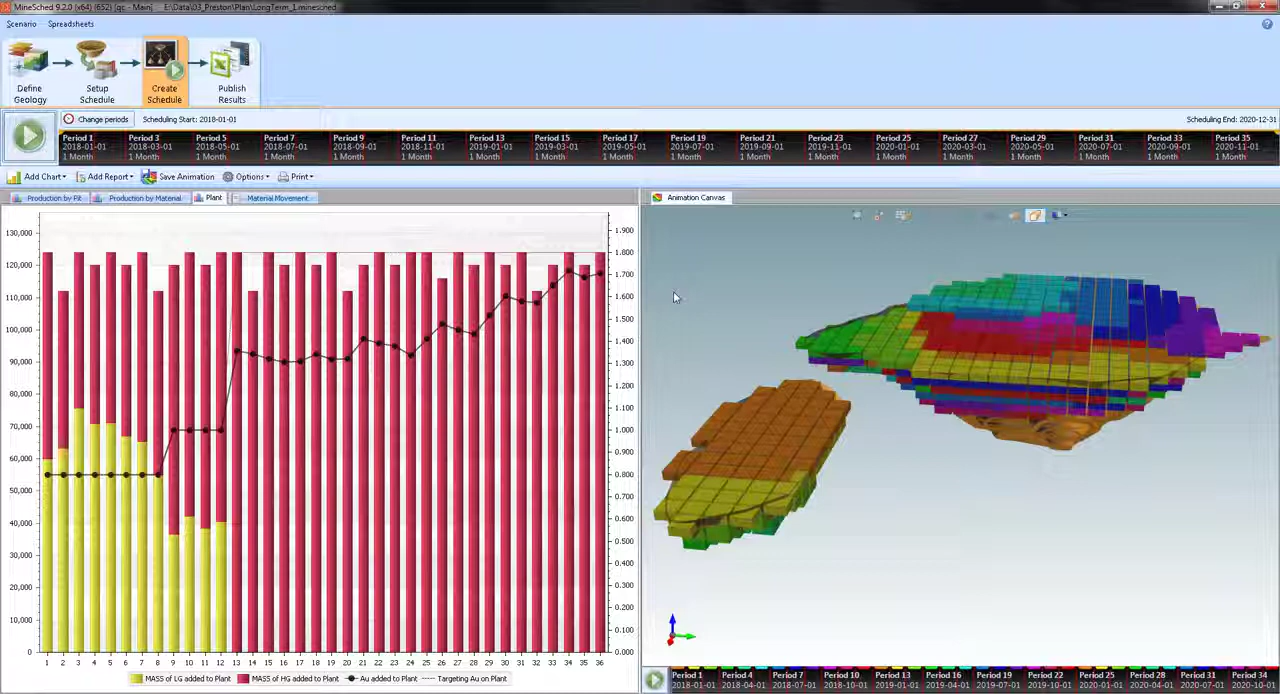 MineSched 9.2.0 (x64) (652) [gc - Main] E:\Data\03_Preston\Plan\LongTerm_1.minesched
Scenario Spreadsheets
Define Geology
Setup Schedule
Create Schedule
Publish Results
Change periods Scheduling Start: 2018-01-01 Scheduling End: 2020-12-31
Period 1 Period 3 Period 5 Period 7 Period 9 Period 11 Period 13 Period 15 Period 17 Period 19 Period 21 Period 23 Period 25 Period 27 Period 29 Period 31 Period 33 Period 35
2018-01-01 2018-03-01 2018-05-01 2018-07-01 2018-09-01 2018-11-01 2019-01-01 2019-03-01 2019-05-01 2019-07-01 2019-09-01 2019-11-01 2020-01-01 2020-03-01 2020-05-01 2020-07-01 2020-09-01 2020-11-01
1 Month 1 Month 1 Month 1 Month 1 Month 1 Month 1 Month 1 Month 1 Month 1 Month 1 Month 1 Month 1 Month 1 Month 1 Month 1 Month 1 Month 1 Month
Add Chart Add Report Save Animation Options Print
Production by Pit Production by Material Plant Material Movement
Animation Canvas
130,000
120,000
110,000
100,000
90,000
80,000
70,000
60,000
50,000
40,000
30,000
20,000
10,000
0
1.900
1.800
1.700
1.600
1.500
1.400
1.300
1.200
1.100
1.000
0.900
0.800
0.700
0.600
0.500
0.400
0.300
0.200
0.100
0.000
1 2 3 4 5 6 7 8 9 10 11 12 13 14 15 16 17 18 19 20 21 22 23 24 25 26 27 28 29 30 31 32 33 34 35 36
MASS of LG added to Plant MASS of HG added to Plant Au added to Plant Targeting Au on Plant
Period 1 Period 4 Period 7 Period 10 Period 13 Period 16 Period 19 Period 22 Period 25 Period 28 Period 31 Period 34
2018-01-01 2018-04-01 2018-07-01 2018-10-01 2019-01-01 2019-04-01 2019-07-01 2019-10-01 2020-01-01 2020-04-01 2020-07-01 2020-10-01